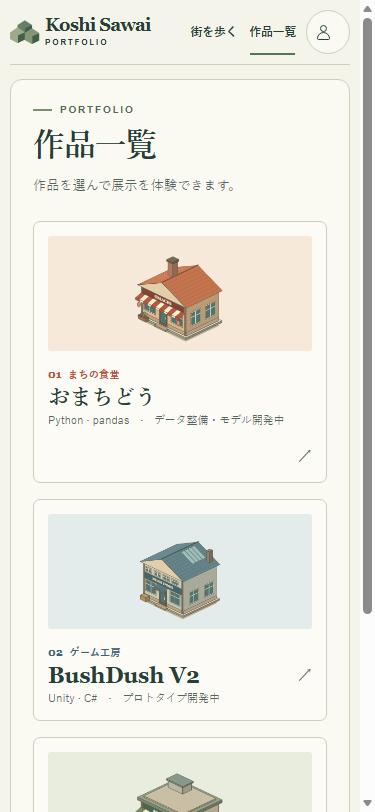 Koshi Sawai
PORTFOLIO
街を歩く
作品一覧
PORTFOLIO
作品一覧
作品を選んで展示を体験できます。
01 まちの食堂
おまちどう
Python · pandas · データ整備・モデル開発中
02 ゲーム工房
BushDush V2
Unity · C# · プロトタイプ開発中